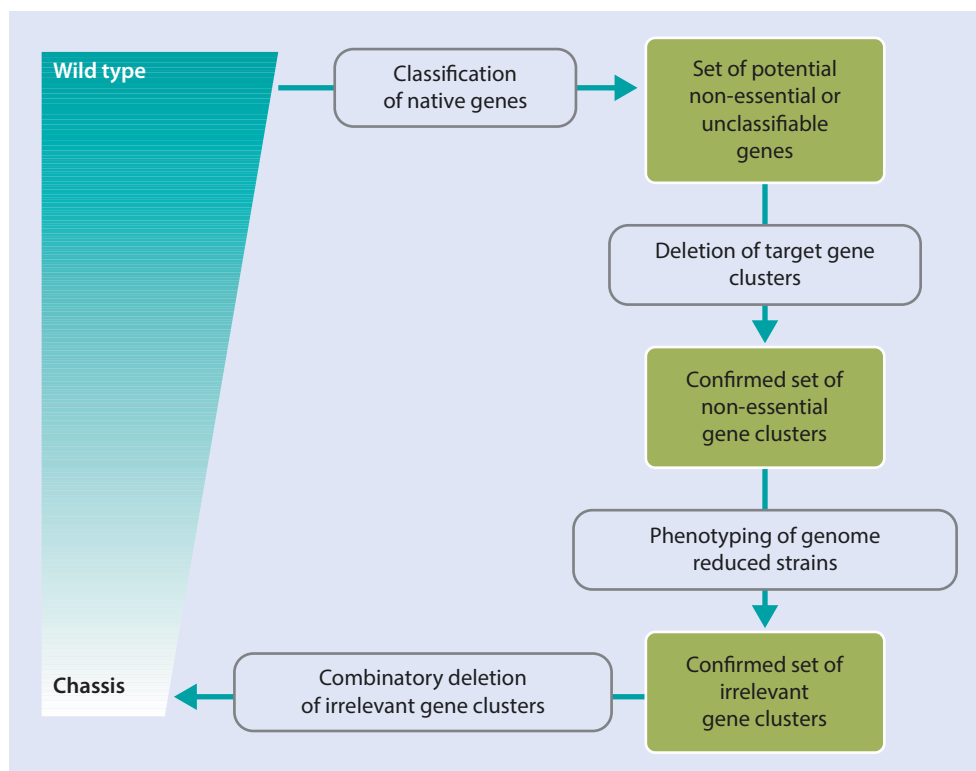 Wild type
Classification
of native genes
Set of potential
non-essential or
unclassifiable
genes
Deletion of target gene
clusters
Confirmed set of
non-essential
gene clusters
Phenotyping of genome
reduced strains
Confirmed set of
irrelevant
gene clusters
Combinatory deletion
of irrelevant gene clusters
Chassis